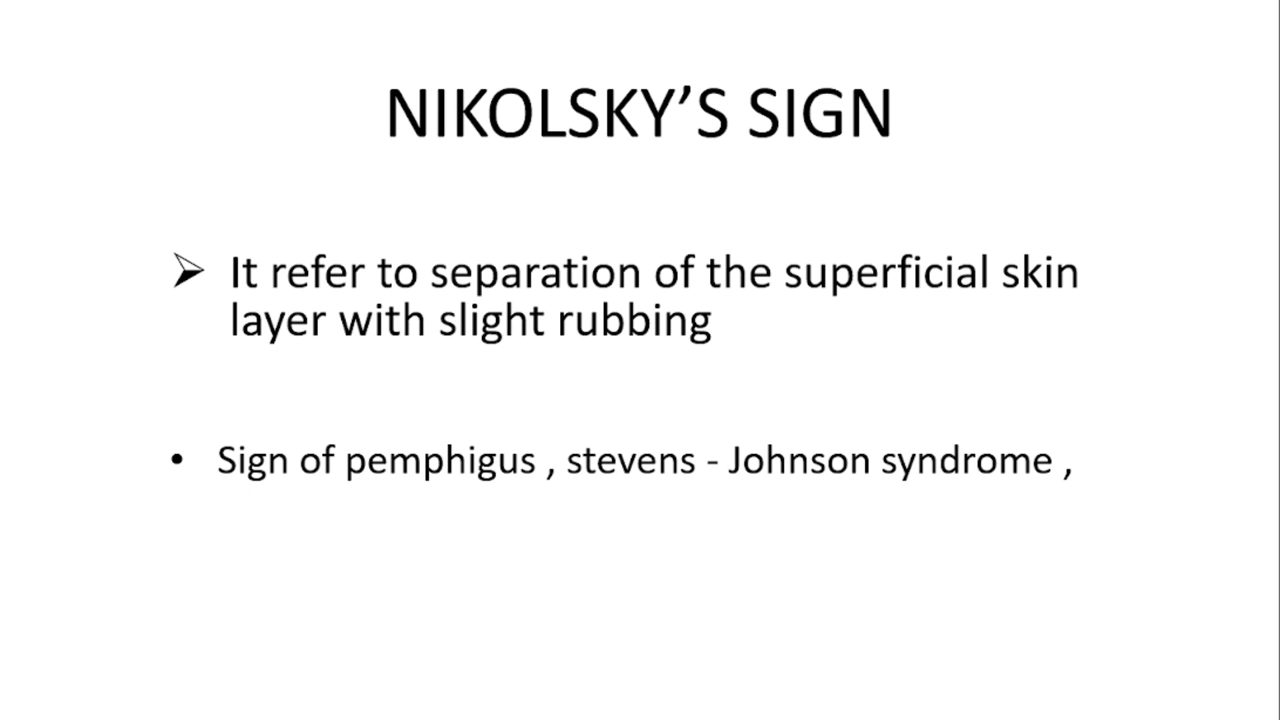 NIKOLSKY’S SIGN
➢ It refer to separation of the superficial skin
layer with slight rubbing
• Sign of pemphigus , stevens - Johnson syndrome ,